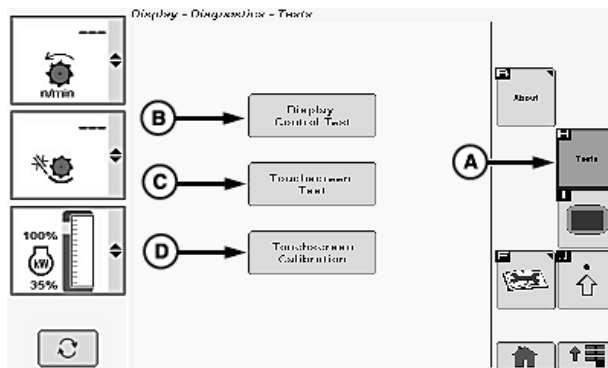 Display - Diagnostics - Tests
---
n/min
---
100%
kW
35%
B
Display
Control Test
C
Touchscreen
Test
D
Touchscreen
Calibration
A
About
H
Tests
I
F
J